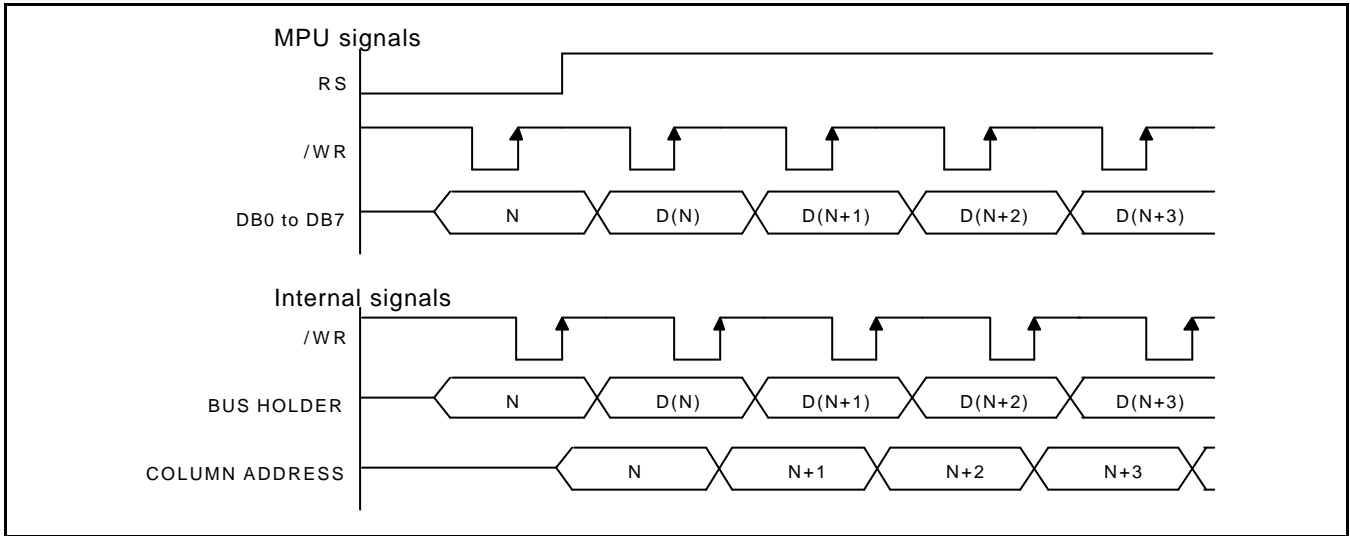 MPU signals
RS
/WR
DB0 to DB7 N D(N) D(N+1) D(N+2) D(N+3)
Internal signals
/WR
BUS HOLDER N D(N) D(N+1) D(N+2) D(N+3)
COLUMN ADDRESS N N+1 N+2 N+3